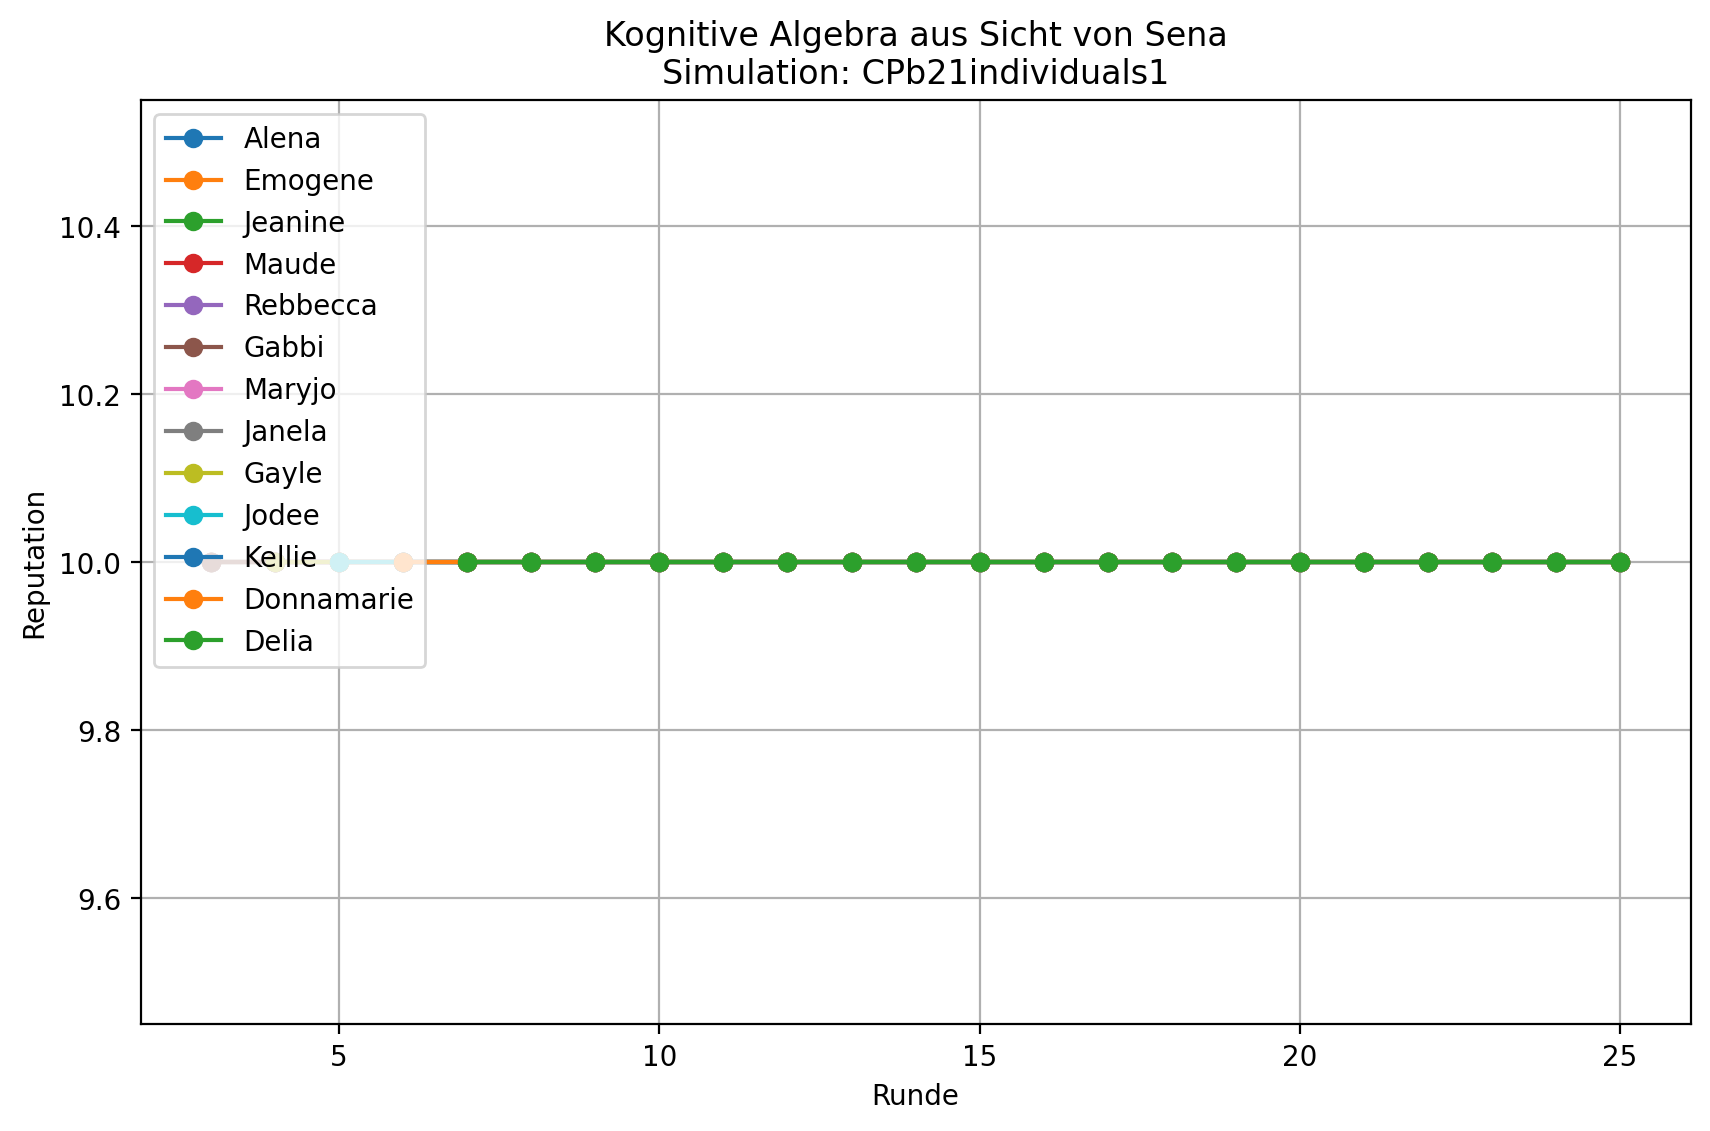 Kognitive Algebra aus Sicht von Sena
Simulation: CPb21individuals1
Alena
Emogene
Jeanine
Maude
Rebbecca
Gabbi
Maryjo
Janela
Gayle
Jodee
Kellie
Donnamarie
Delia
Reputation
10.4
10.2
10.0
9.8
9.6
5 10 15 20 25
Runde